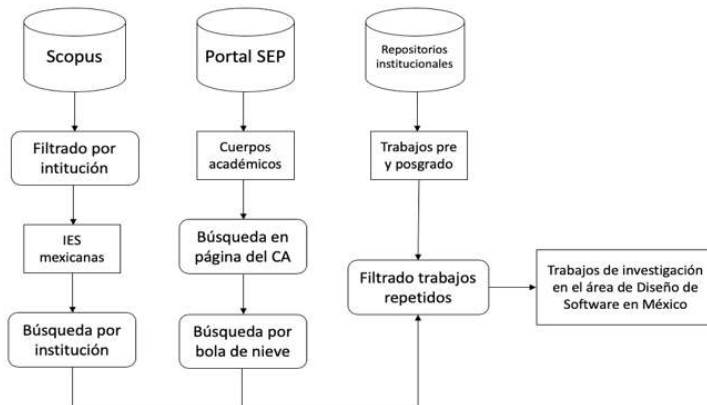 Scopus
Filtrado por
intitución
IES
mexicanas
Búsqueda por
institución
Portal SEP
Cuerpos
académicos
Búsqueda en
página del CA
Búsqueda por
bola de nieve
Repositorios
institucionales
Trabajos pre
y posgrado
Filtrado trabajos
repetidos
Trabajos de investigación
en el área de Diseño de
Software en México